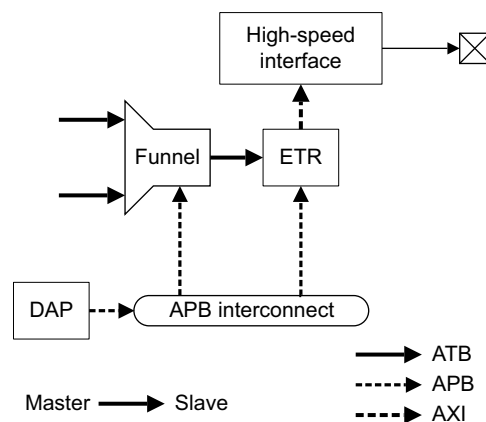 High-speed
interface
Funnel
ETR
DAP
APB interconnect
ATB
APB
Master
Slave
AXI